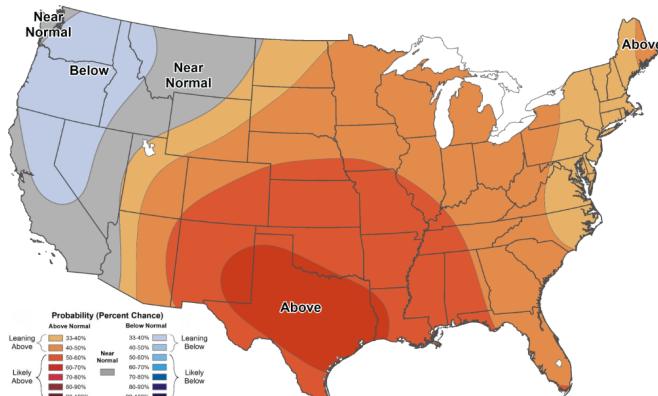 Near
Normal
Below
Near
Normal
Above
Above
Probability (Percent Chance)
Above Normal
Below Normal
Leaning
Above
33-40%
40-50%
Likely
Above
50-60%
60-70%
70-80%
80-90%
Near
Normal
33-40%
40-50%
Leaning
Below
50-60%
60-70%
70-80%
80-90%
Likely
Below